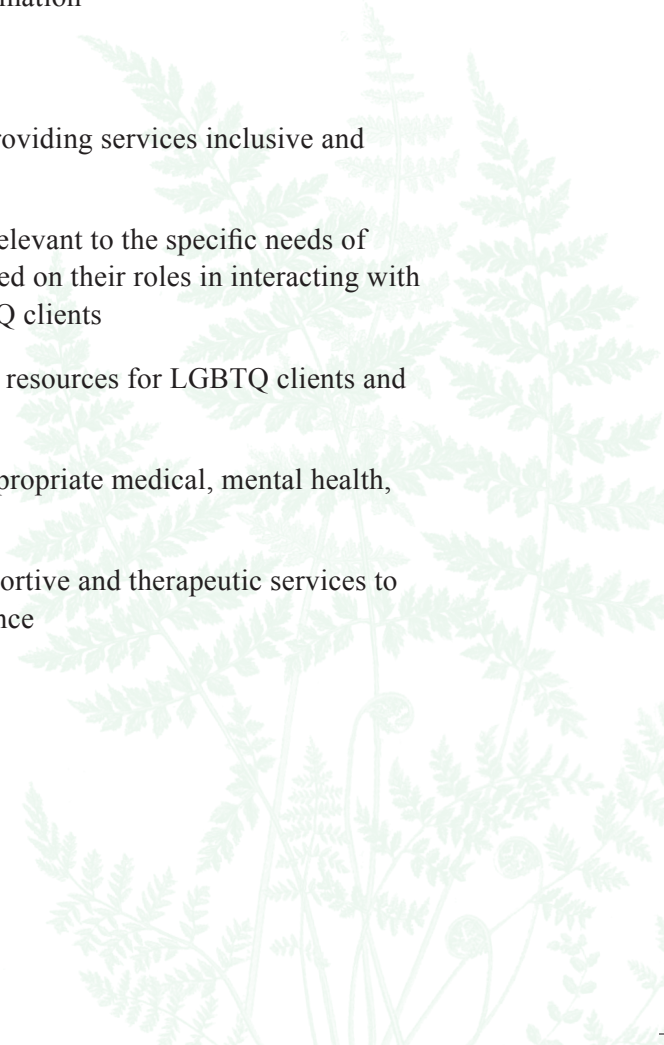 roviding services inclusive and
elevant to the specific needs of
ed on their roles in interacting with
Q clients
resources for LGBTQ clients and
propriate medical, mental health,
ortive and therapeutic services to
nce